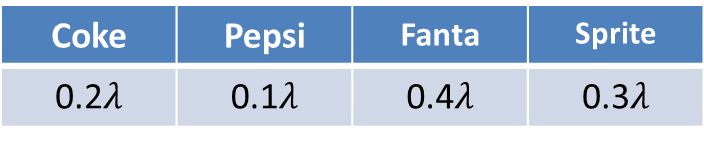 Coke Pepsi Fanta Sprite
0.2λ 0.1λ 0.4λ 0.3λ